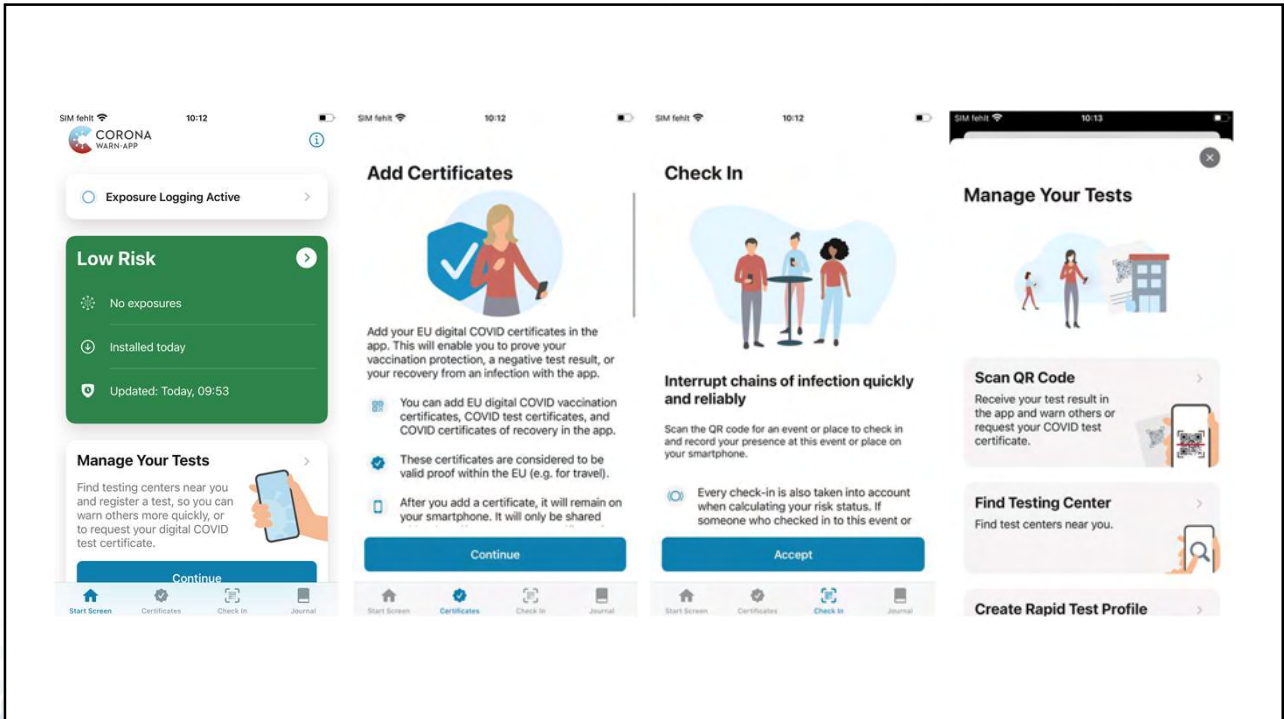 SIM fehlt 10:12
CORONA
WARN-APP
Exposure Logging Active
Low Risk
No exposures
Installed today
Updated: Today, 09:53
Manage Your Tests
Find testing centers near you
and register a test, so you can
warn others more quickly, or
to request your digital COVID
test certificate.
Continue
Start Screen Certificates Check In Journal
SIM fehlt 10:12
Add Certificates
Add your EU digital COVID certificates in the
app. This will enable you to prove your
vaccination protection, a negative test result, or
your recovery from an infection with the app.
You can add EU digital COVID vaccination
certificates, COVID test certificates, and
COVID certificates of recovery in the app.
These certificates are considered to be
valid proof within the EU (e.g. for travel).
After you add a certificate, it will remain on
your smartphone. It will only be shared
Continue
Start Screen Certificates Check In Journal
SIM fehlt 10:12
Check In
Interrupt chains of infection quickly
and reliably
Scan the QR code for an event or place to check in
and record your presence at this event or place on
your smartphone.
Every check-in is also taken into account
when calculating your risk status. If
someone who checked in to this event or
Accept
Start Screen Certificates Check In Journal
SIM fehlt 10:13
Manage Your Tests
Scan QR Code
Receive your test result in
the app and warn others or
request your COVID test
certificate.
Find Testing Center
Find test centers near you.
Create Rapid Test Profile